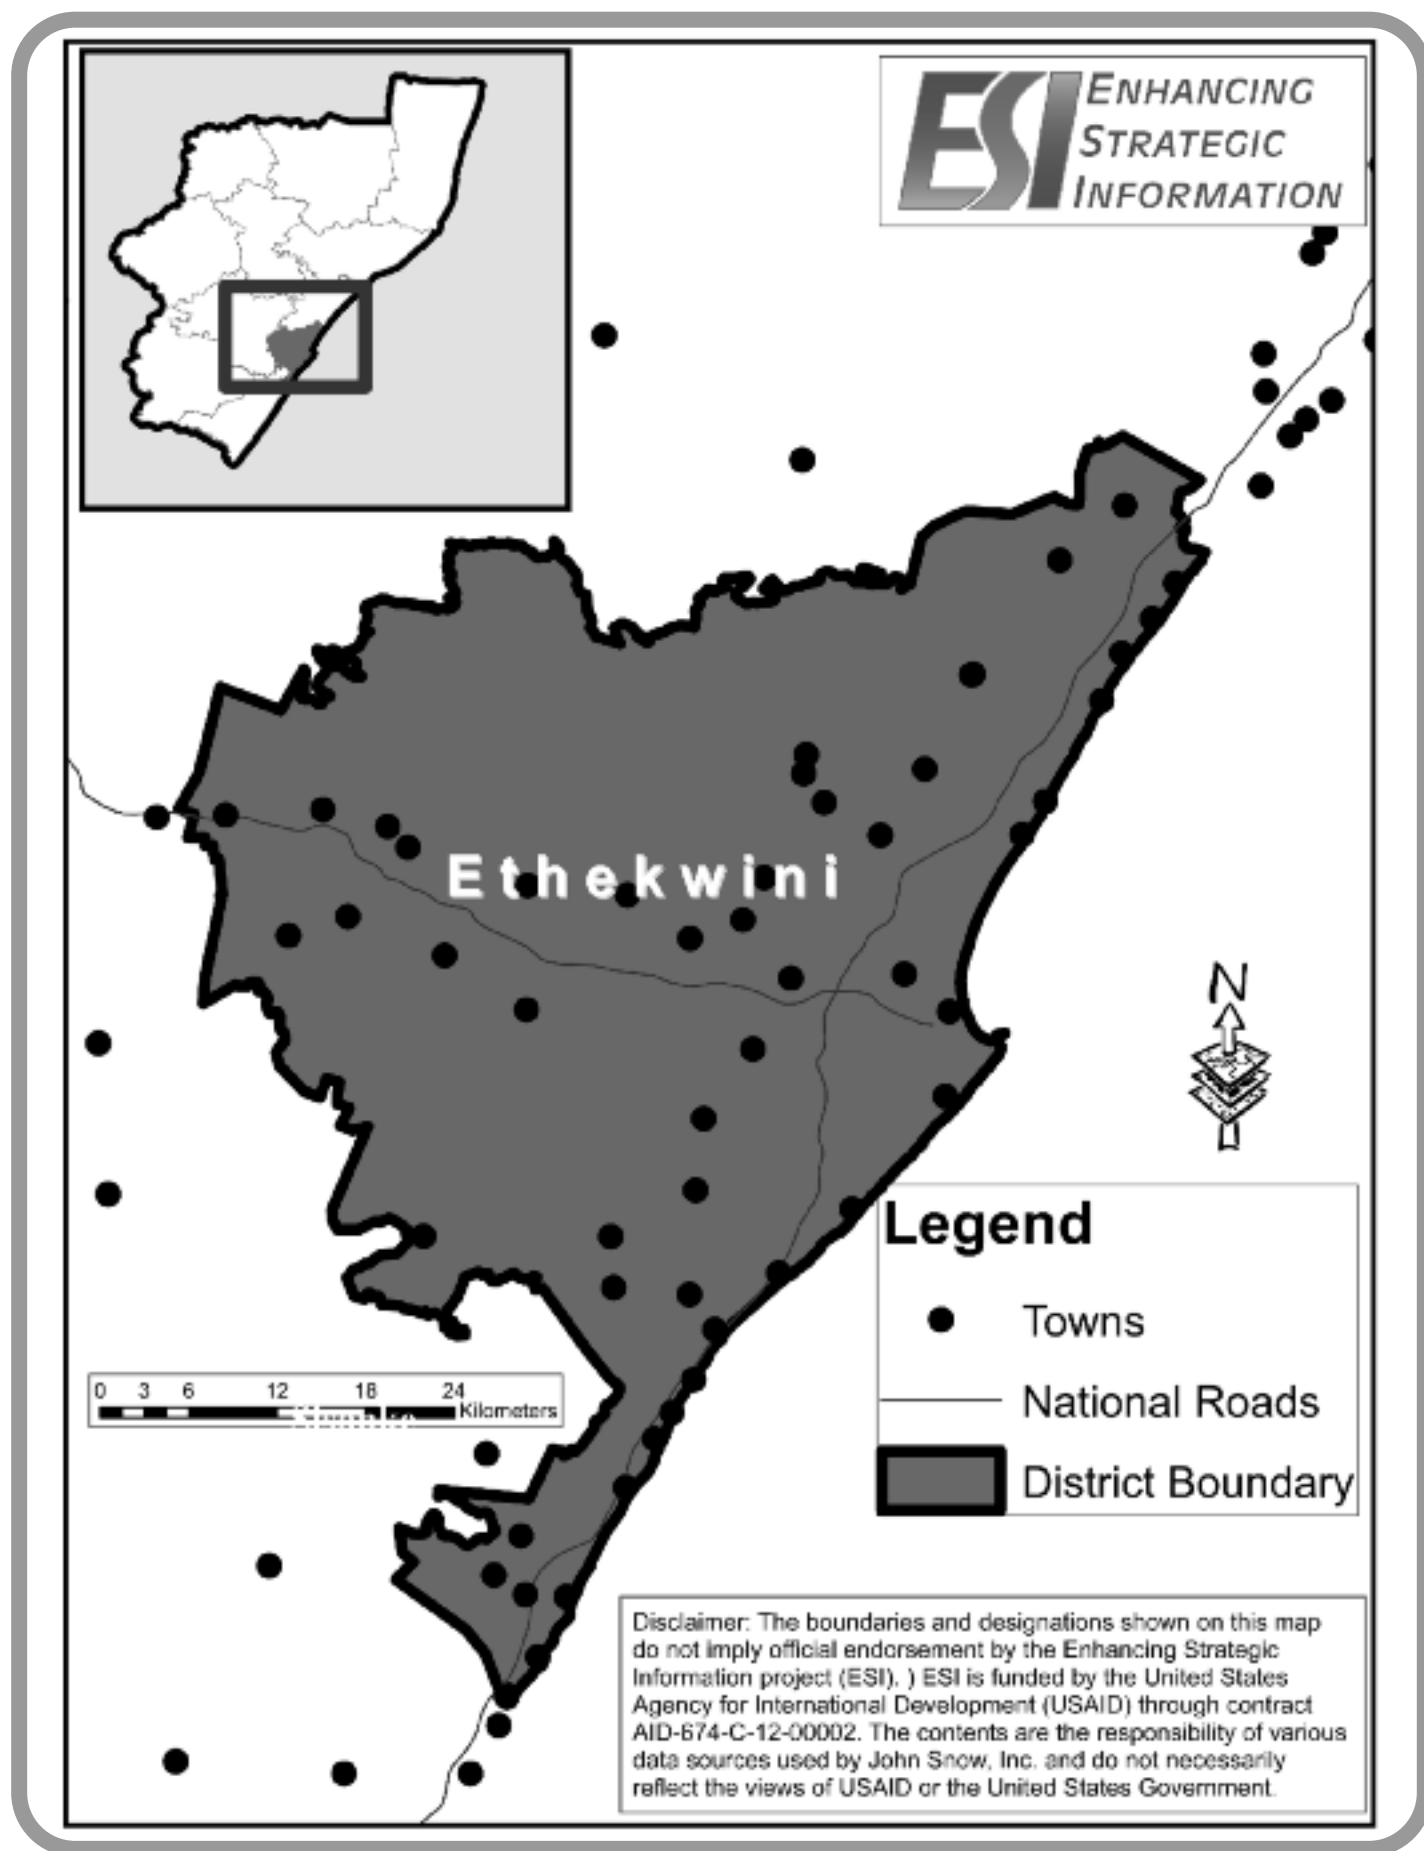 ESI ENHANCING
STRATEGIC
INFORMATION
Ethekwini
N
Legend
Towns
National Roads
District Boundary
0 3 6 12 18 24
Kilometers
Disclaimer: The boundaries and designations shown on this map
do not imply official endorsement by the Enhancing Strategic
Information project (ESI). ) ESI is funded by the United States
Agency for International Development (USAID) through contract
AID-674-C-12-00002. The contents are the responsibility of various
data sources used by John Snow, Inc. and do not necessarily
reflect the views of USAID or the United States Government.